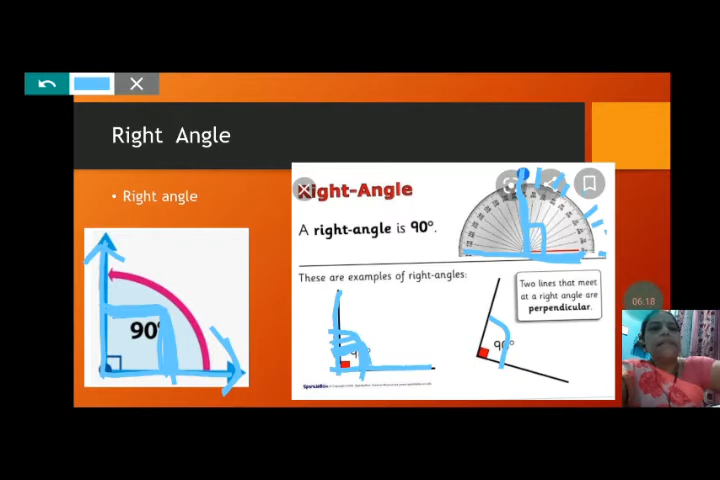 Right Angle
• Right angle
90°
Right-Angle
A right-angle is 90°.
These are examples of right-angles:
Two lines that meet
at a right angle are
perpendicular.
90°
06:18